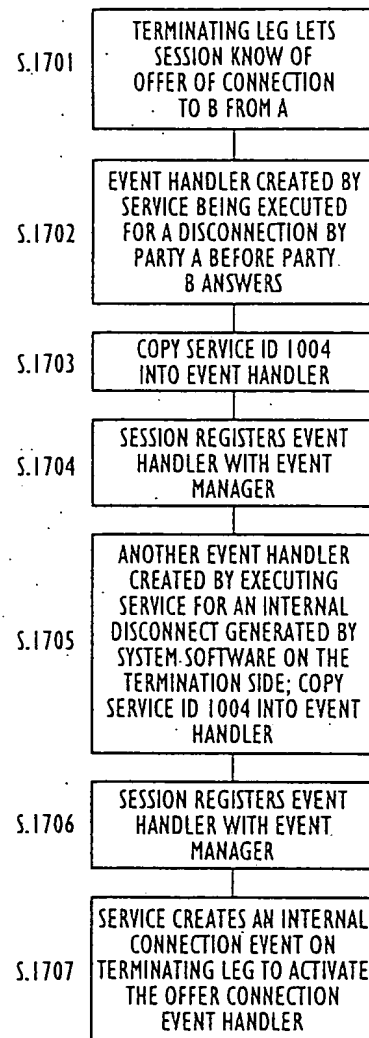 S.1701
TERMINATING LEG LETS
SESSION KNOW OF
OFFER OF CONNECTION
TO B FROM A
S.1702
EVENT HANDLER CREATED BY
SERVICE BEING EXECUTED
FOR A DISCONNECTION BY
PARTY A BEFORE PARTY
B ANSWERS
S.1703
COPY SERVICE ID 1004
INTO EVENT HANDLER
S.1704
SESSION REGISTERS EVENT
HANDLER WITH EVENT
MANAGER
S.1705
ANOTHER EVENT HANDLER
CREATED BY EXECUTING
SERVICE FOR AN INTERNAL
DISCONNECT GENERATED BY
SYSTEM SOFTWARE ON THE
TERMINATION SIDE; COPY
SERVICE ID 1004 INTO EVENT
HANDLER
S.1706
SESSION REGISTERS EVENT
HANDLER WITH EVENT
MANAGER
S.1707
SERVICE CREATES AN INTERNAL
CONNECTION EVENT ON
TERMINATING LEG TO ACTIVATE
THE OFFER CONNECTION
EVENT HANDLER